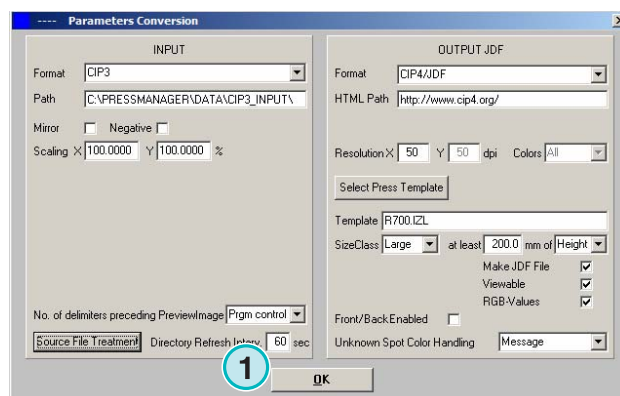 ---- Parameters Conversion
INPUT
Format CIP3
Path C:\PRESSMANAGER\DATA\CIP3_INPUT\
Mirror Negative
Scaling X 100.0000 Y 100.0000 %
No. of delimiters preceding PreviewImage Prgm control
Source File Treatment Directory Refresh Interv. 60 sec
OUTPUT JDF
Format CIP4/JDF
HTML Path http://www.cip4.org/
Resolution X 50 Y 50 dpi Colors All
Select Press Template
Template R700.IZL
SizeClass Large at least 200.0 mm of Height
Make JDF File
Viewable
RGB-Values
Front/Back Enabled
Unknown Spot Color Handling Message
1
OK